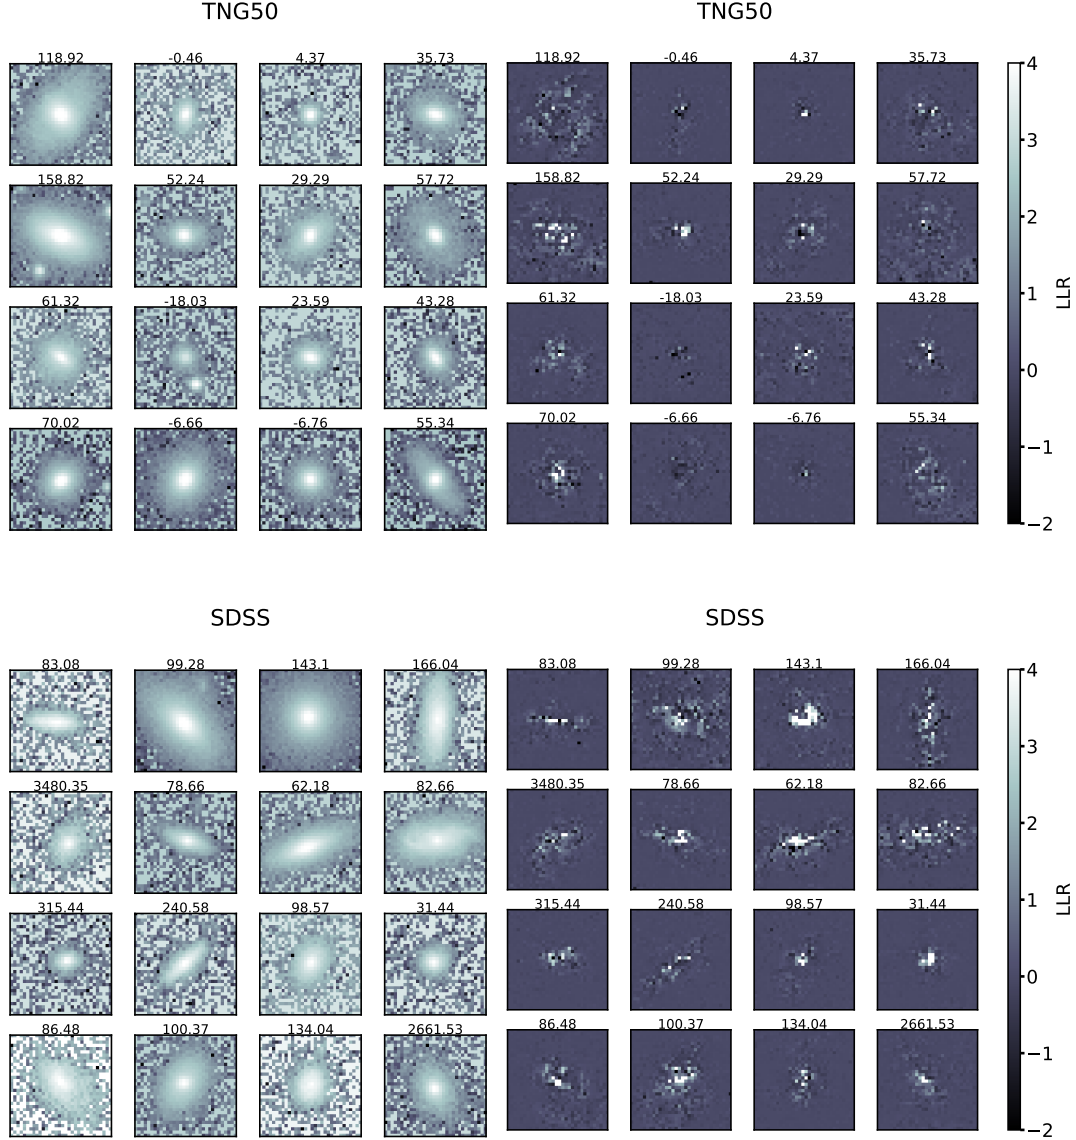 TNG50 TNG50
118.92 -0.46 4.37 35.73 118.92 -0.46 4.37 35.73
158.82 52.24 29.29 57.72 158.82 52.24 29.29 57.72
61.32 -18.03 23.59 43.28 61.32 -18.03 23.59 43.28
70.02 -6.66 -6.76 55.34 70.02 -6.66 -6.76 55.34
4
3
2
1
0
−1
−2
LLR
SDSS SDSS
83.08 99.28 143.1 166.04 83.08 99.28 143.1 166.04
3480.35 78.66 62.18 82.66 3480.35 78.66 62.18 82.66
315.44 240.58 98.57 31.44 315.44 240.58 98.57 31.44
86.48 100.37 134.04 2661.53 86.48 100.37 134.04 2661.53
4
3
2
1
0
−1
−2
LLR